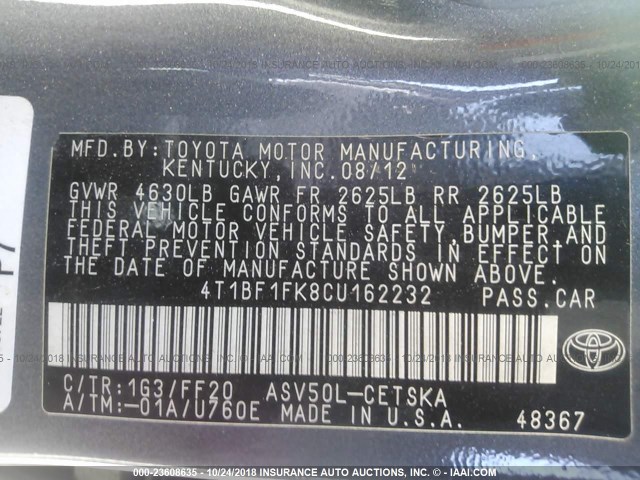 MFD.BY:TOYOTA MOTOR MANUFACTURING,
KENTUCKY,INC.08/12
GVWR 4630LB GAWR FR 2625LB RR 2625LB
THIS VEHICLE CONFORMS TO ALL APPLICABLE
FEDERAL MOTOR VEHICLE SAFETY,BUMPER,AND
THEFT PREVENTION STANDARDS IN EFFECT ON
THE DATE OF MANUFACTURE SHOWN ABOVE.
4T1BF1FK8CU162232 PASS.CAR
C/TR:1G3/FF20 ASV50L-CETSKA
A/TM:-01A/U760E MADE IN U.S.A. 48367
TOYOTA
000-23608635 - 10/24/2018 INSURANCE AUTO AUCTIONS, INC. - IAAI.COM